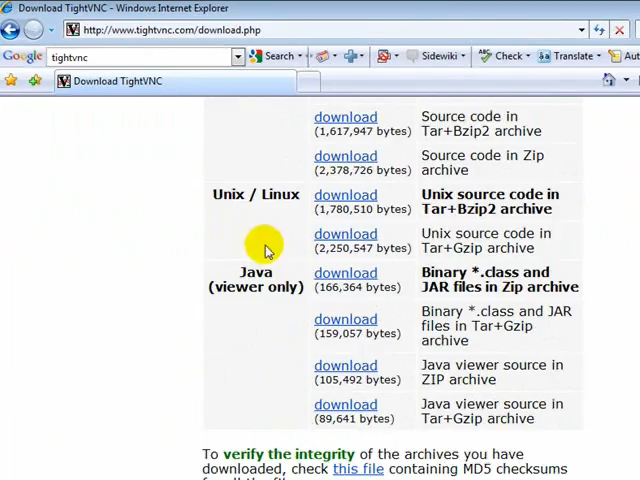 Download TightVNC - Windows Internet Explorer
http://www.tightvnc.com/download.php
Google tightvnc Search Sidewiki Check Translate
Download TightVNC
download Source code in
(1,617,947 bytes) Tar+Bzip2 archive
download Source code in Zip
(2,378,726 bytes) archive
Unix / Linux download Unix source code in
(1,780,510 bytes) Tar+Bzip2 archive
download Unix source code in
(2,250,547 bytes) Tar+Gzip archive
Java download Binary *.class and
(viewer only) (166,364 bytes) JAR files in Zip archive
Binary *.class and JAR
download files in Tar+Gzip
(159,057 bytes) archive
download Java viewer source in
(105,492 bytes) ZIP archive
download Java viewer source in
(89,641 bytes) Tar+Gzip archive
To verify the integrity of the archives you have
downloaded, check this file containing MD5 checksums